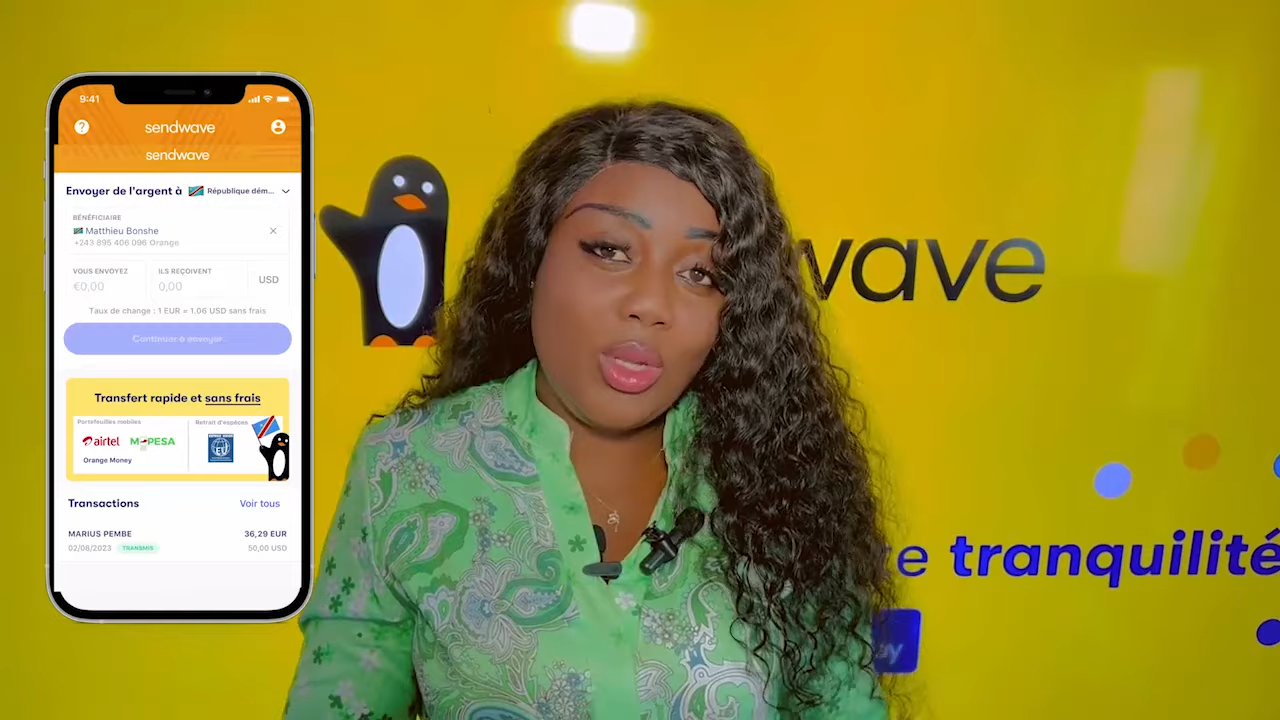 9:41
sendwave
sendwave
Envoyer de l'argent à République dém...
BÉNÉFICIAIRE
Matthieu Bonshe
+243 895 406 096 Orange
VOUS ENVOYEZ
€0,00
ILS REÇOIVENT
0,00
USD
Taux de change : 1 EUR = 1.06 USD sans frais
Continuer à envoyer
Transfert rapide et sans frais
Portefeuilles mobiles
airtel
M-PESA
Orange Money
Retrait d'espèces
Transactions
Voir tous
MARIUS PEMBE
36,29 EUR
02/08/2023
TRANSMIS
50,00 USD
wave
e tranquilité
ay